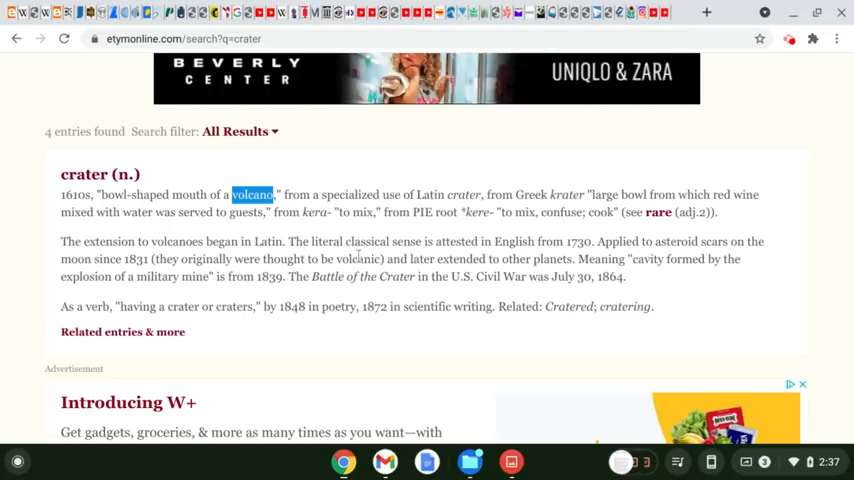 etymonline.com/search?q=crater
BEVERLY
CENTER
UNIQLO & ZARA
4 entries found Search filter: All Results
crater (n.)
1610s, "bowl-shaped mouth of a volcano," from a specialized use of Latin crater, from Greek krater "large bowl from which red wine
mixed with water was served to guests," from kera- "to mix," from PIE root *kere- "to mix, confuse; cook" (see rare (adj.2)).
The extension to volcanoes began in Latin. The literal classical sense is attested in English from 1730. Applied to asteroid scars on the
moon since 1831 (they originally were thought to be volcanic) and later extended to other planets. Meaning "cavity formed by the
explosion of a military mine" is from 1839. The Battle of the Crater in the U.S. Civil War was July 30, 1864.
As a verb, "having a crater or craters," by 1848 in poetry, 1872 in scientific writing. Related: Cratered; cratering.
Related entries & more
Advertisement
Introducing W+
Get gadgets, groceries, & more as many times as you want—with
3
2:37